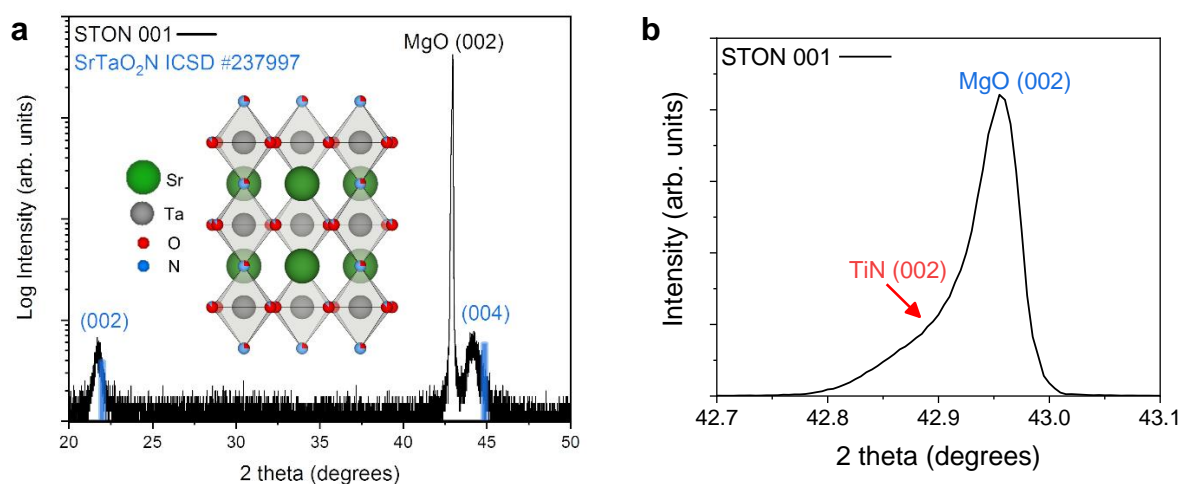 a
STON 001
SrTaO₂N ICSD #237997
MgO (002)
Sr
Ta
O
N
(002)
(004)
Log Intensity (arb. units)
20 25 30 35 40 45 50
2 theta (degrees)
b
STON 001
MgO (002)
TiN (002)
Intensity (arb. units)
42.7 42.8 42.9 43.0 43.1
2 theta (degrees)